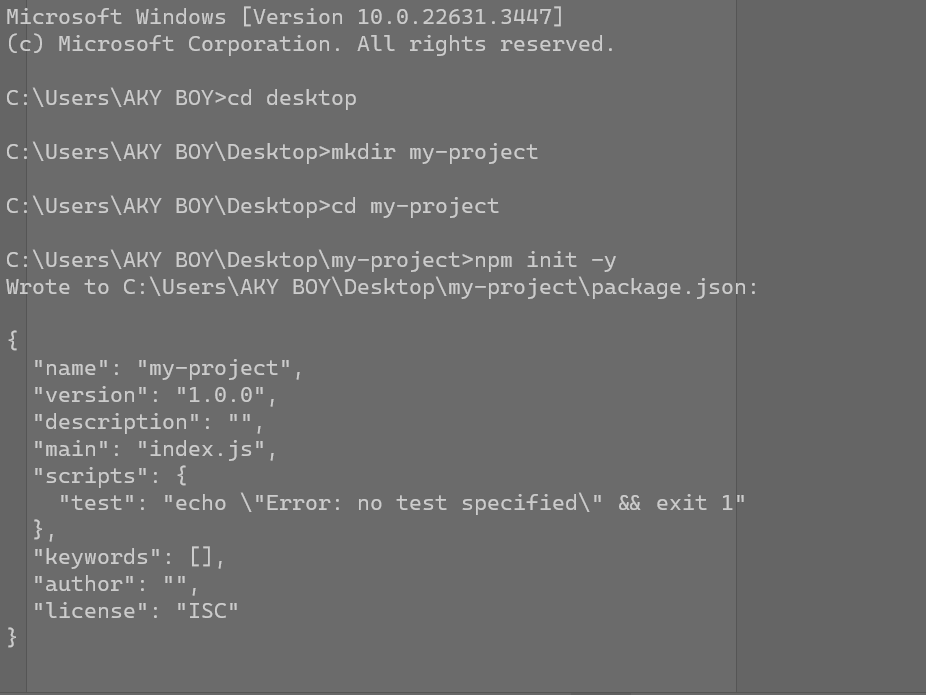 Microsoft Windows [Version 10.0.22631.3447]
(c) Microsoft Corporation. All rights reserved.
C:\Users\AKY BOY>cd desktop
C:\Users\AKY BOY\Desktop>mkdir my-project
C:\Users\AKY BOY\Desktop>cd my-project
C:\Users\AKY BOY\Desktop\my-project>npm init -y
Wrote to C:\Users\AKY BOY\Desktop\my-project\package.json:
{
  "name": "my-project",
  "version": "1.0.0",
  "description": "",
  "main": "index.js",
  "scripts": {
    "test": "echo \"Error: no test specified\" && exit 1"
  },
  "keywords": [],
  "author": "",
  "license": "ISC"
}